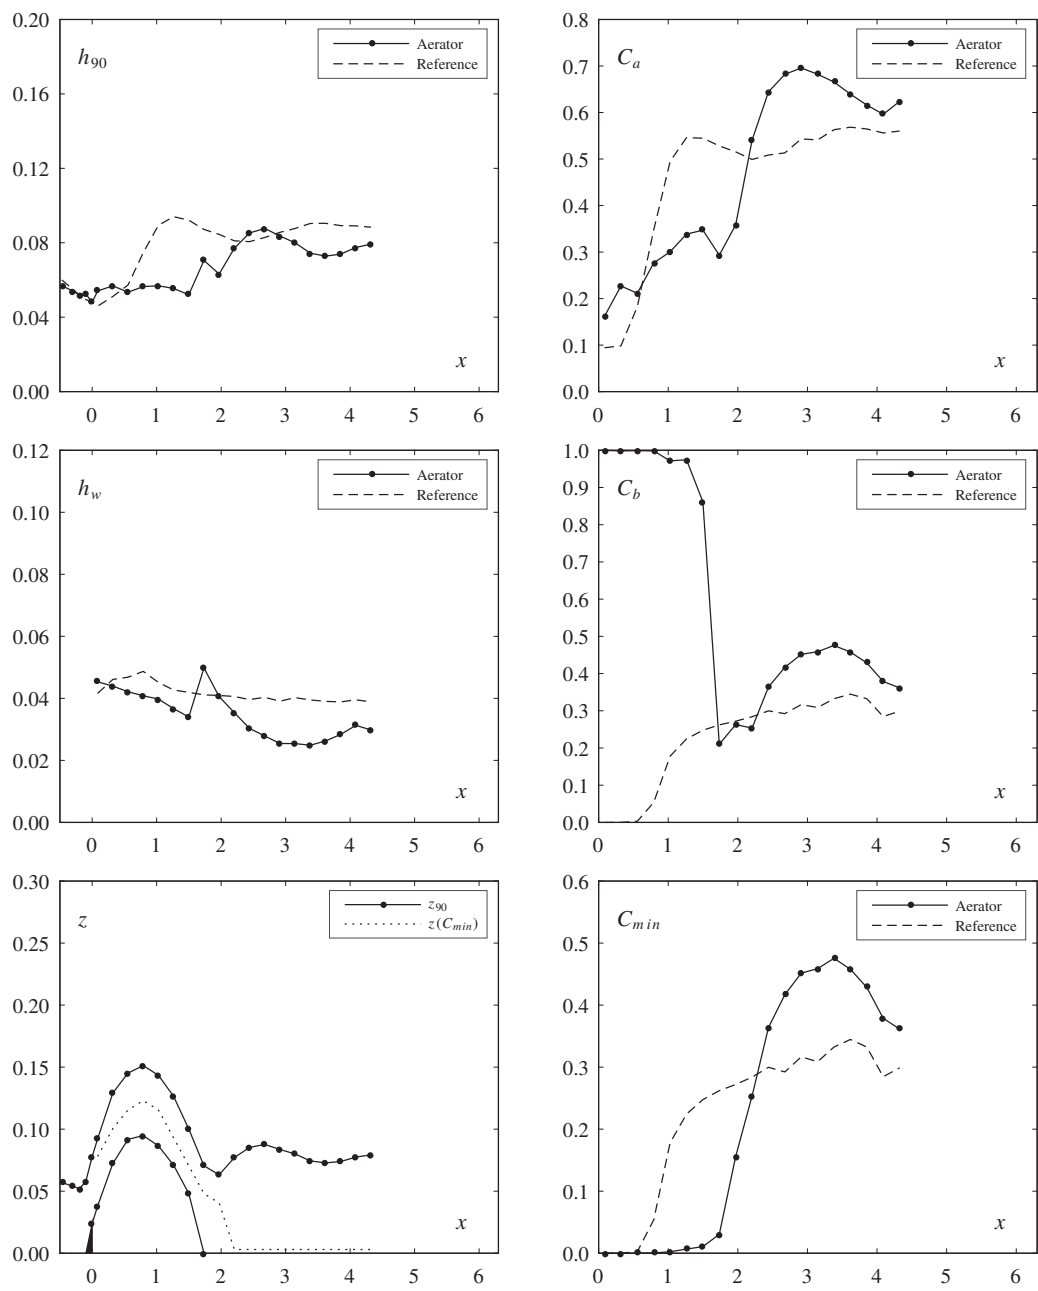 0.20
h90
Aerator
Reference
0.16
0.12
0.08
0.04
x
0.00
0 1 2 3 4 5 6
0.8
Ca
Aerator
Reference
0.7
0.6
0.5
0.4
0.3
0.2
0.1
x
0.0
0 1 2 3 4 5 6
0.12
hw
Aerator
Reference
0.10
0.08
0.06
0.04
0.02
x
0.00
0 1 2 3 4 5 6
1.0
Cb
Aerator
Reference
0.9
0.8
0.7
0.6
0.5
0.4
0.3
0.2
0.1
x
0.0
0 1 2 3 4 5 6
0.30
z
z90
z(Cmin)
0.25
0.20
0.15
0.10
0.05
x
0.00
0 1 2 3 4 5 6
0.6
Cmin
Aerator
Reference
0.5
0.4
0.3
0.2
0.1
x
0.0
0 1 2 3 4 5 6